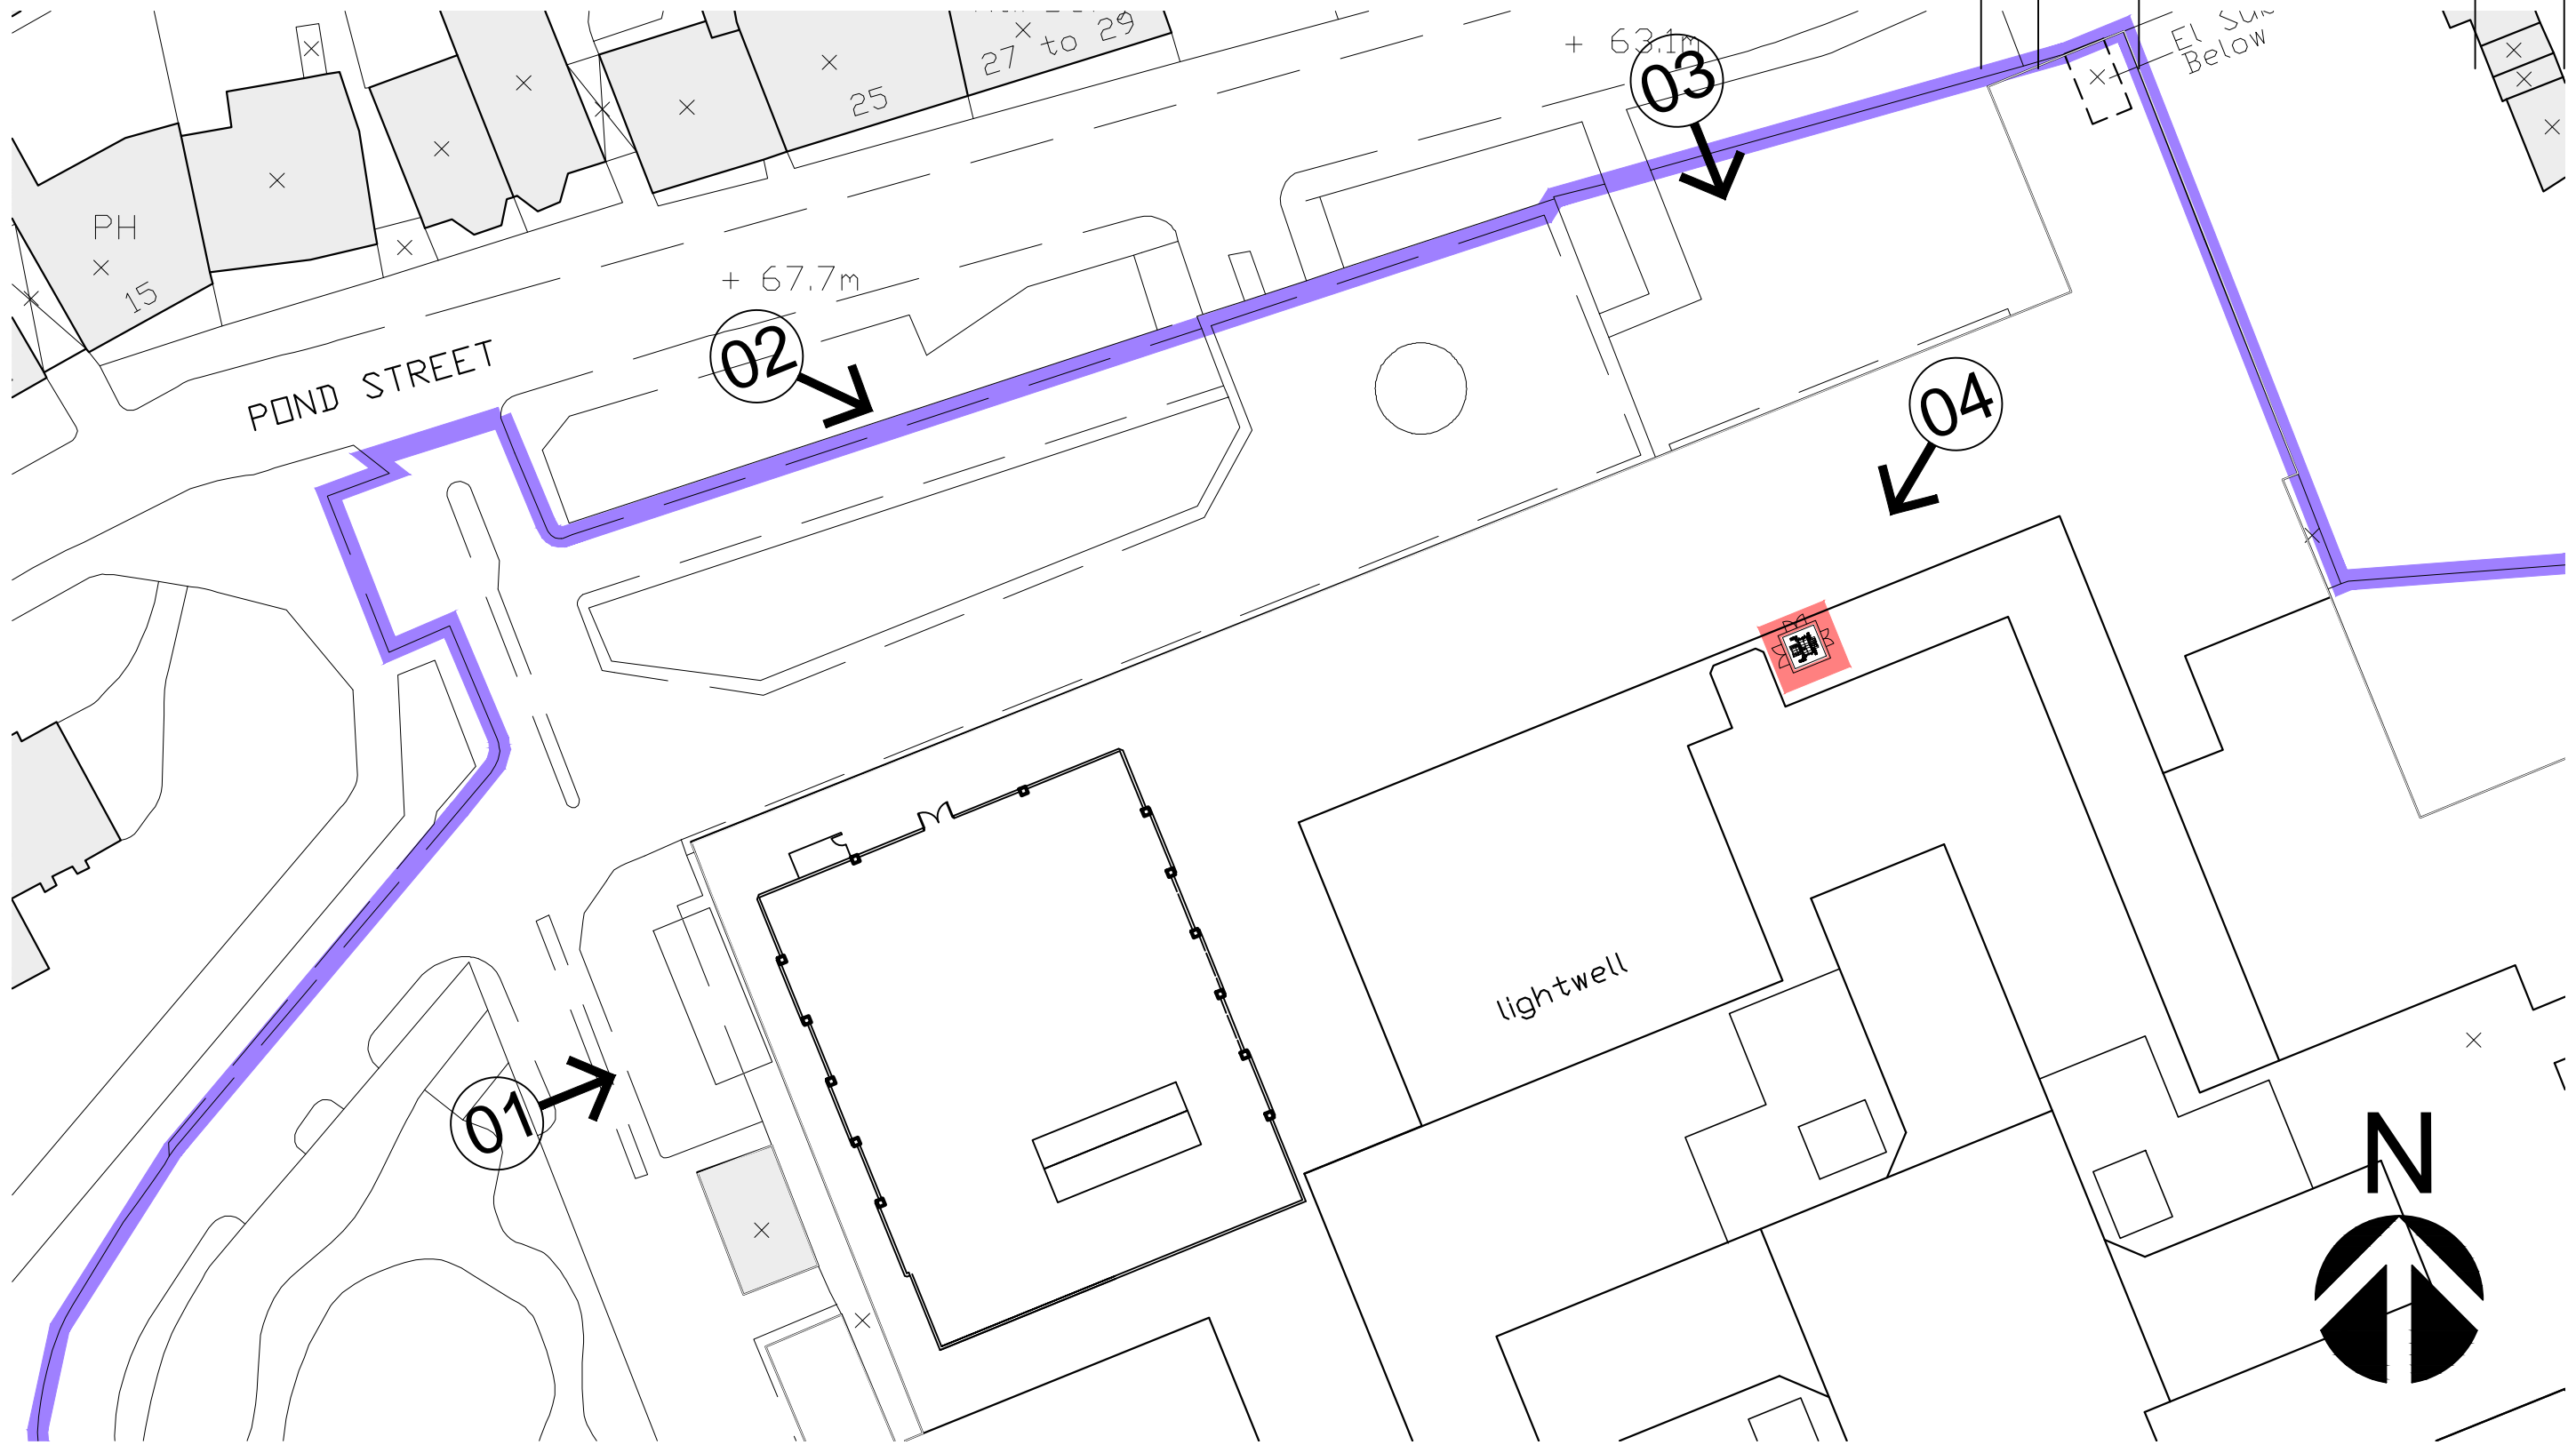 27 to 29
+ 63.1m
El Sub
Below
03
25
PH
15
+ 67.7m
02
POND STREET
04
lightwell
01
N